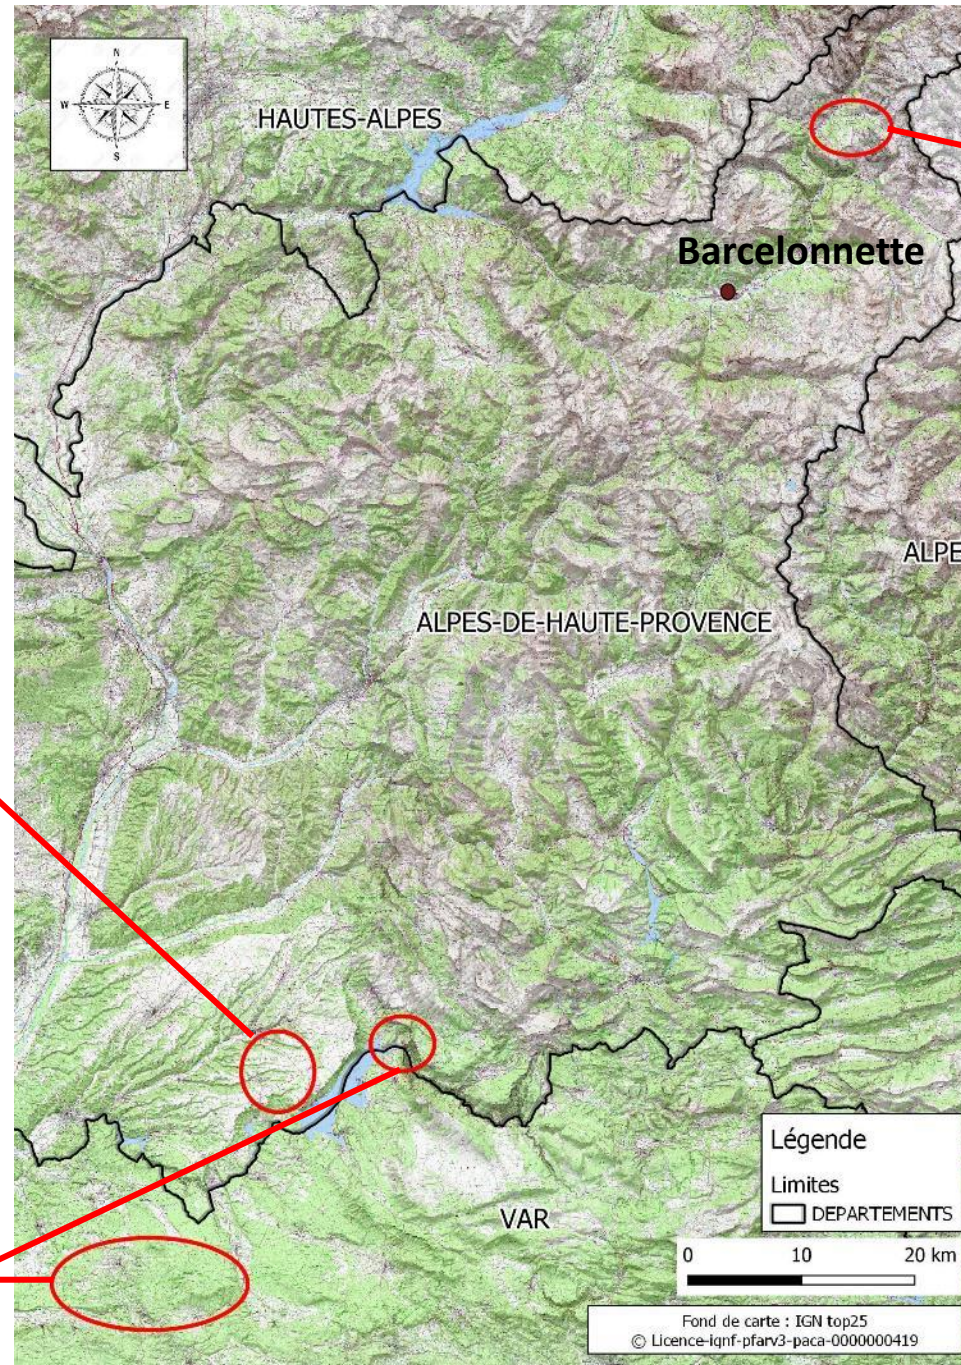 N
W E
S
HAUTES-ALPES
Barcelonnette
ALPE
ALPES-DE-HAUTE-PROVENCE
VAR
Légende
Limites
DEPARTEMENTS
0 10 20 km
Fond de carte : IGN top25
© Licence-ignf-pfarv3-paca-0000000419